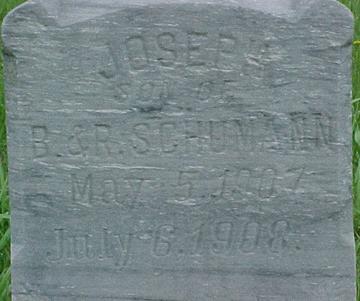 JOSEPH
SON OF
B. & R. SCHUMANN
May 5, 1907
July 6, 1908.